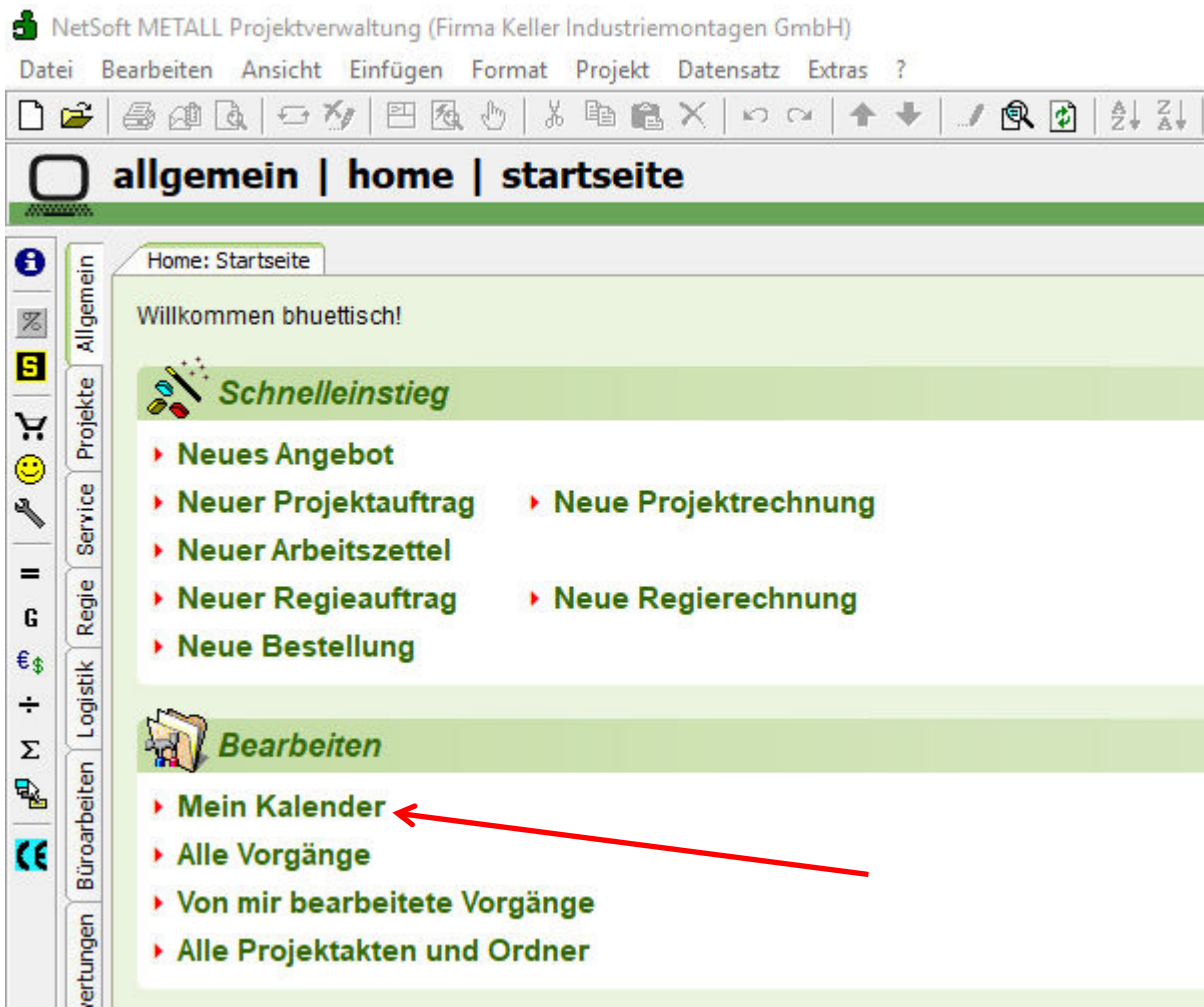 NetSoft METALL Projektverwaltung (Firma Keller Industriemontagen GmbH)
Datei Bearbeiten Ansicht Einfügen Format Projekt Datensatz Extras ?
A Z Z A
allgemein | home | startseite
Home: Startseite
Willkommen bhuettisch!
Schnelleinstieg
Neues Angebot
Neuer Projektauftrag Neue Projektrechnung
Neuer Arbeitszettel
Neuer Regieauftrag Neue Regierechnung
Neue Bestellung
Bearbeiten
Mein Kalender
Alle Vorgänge
Von mir bearbeitete Vorgänge
Alle Projektakten und Ordner
Allgemein
Projekte
Service
Regie
Logistik
Büroarbeiten
i
%
S
=
G
€$
÷
Σ
CE